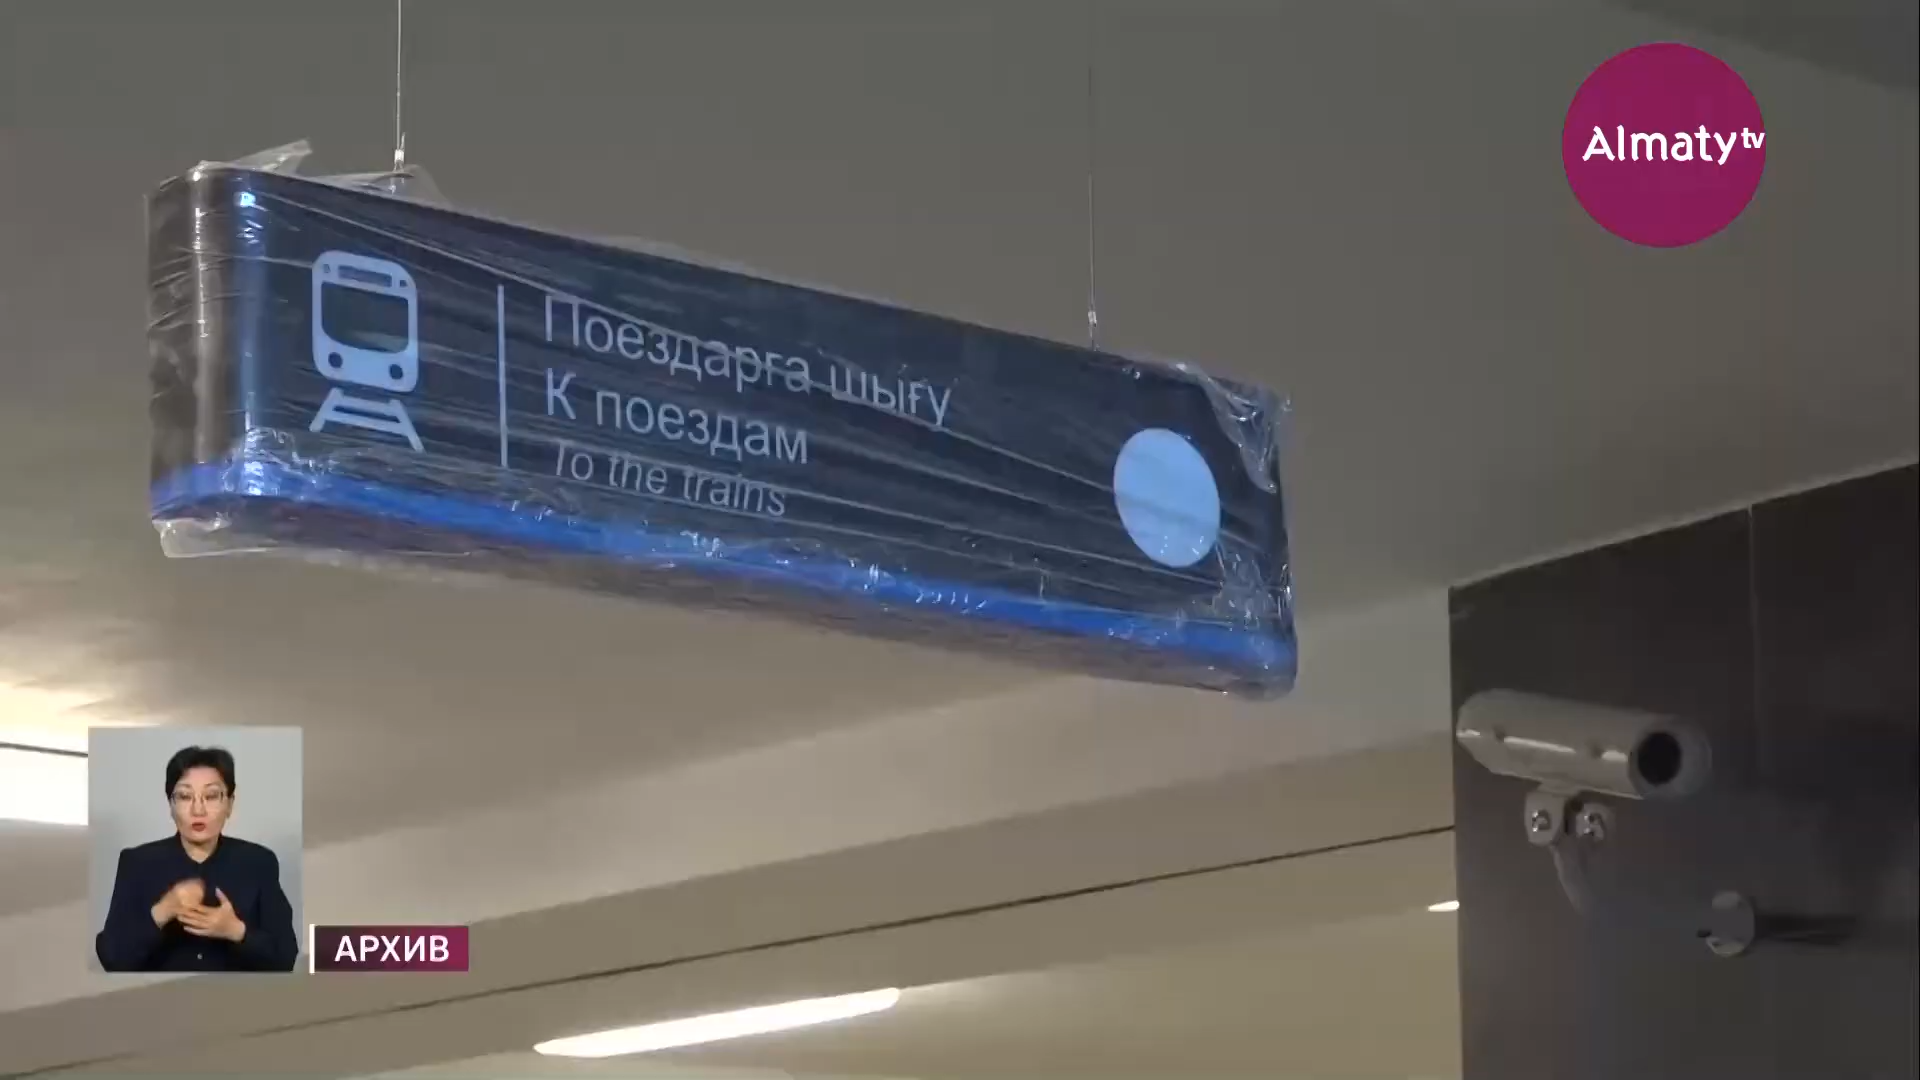 Almaty tv
Поездарға шығу
К поездам
To the trains
АРХИВ